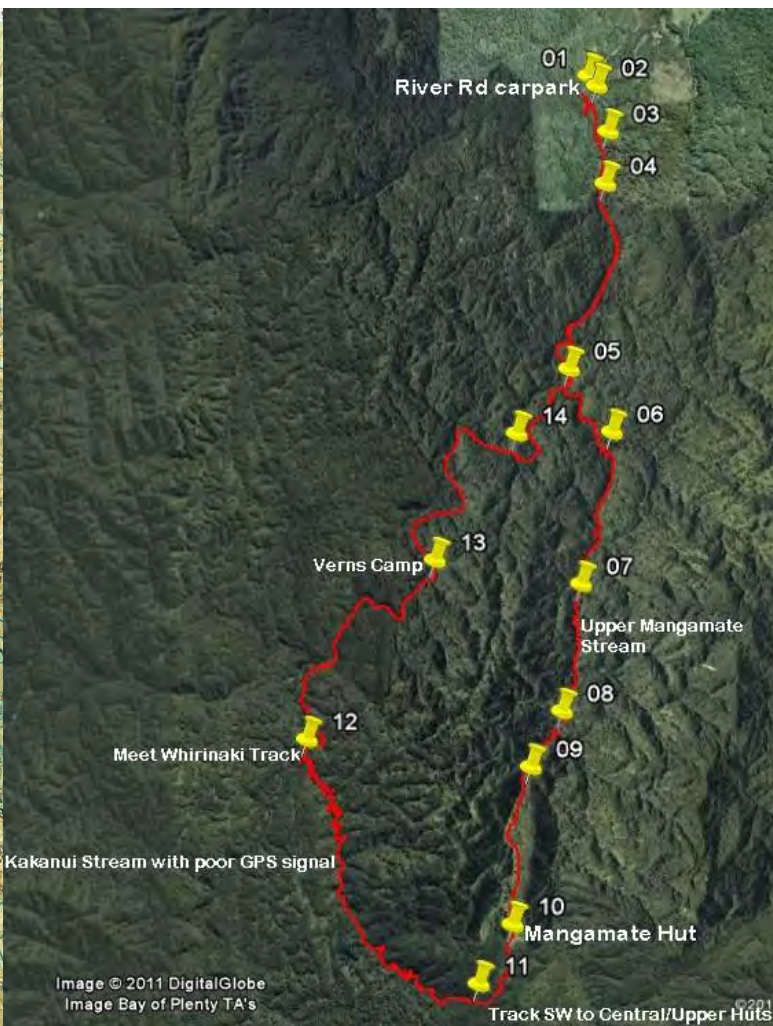 01
02
River Rd carpark
03
04
05
14
06
13
Verns Camp
07
Upper Mangamate
Stream
08
12
Meet Whirinaki Track
09
Kakanui Stream with poor GPS signal
10
Mangamate Hut
11
Image © 2011 DigitalGlobe
Image Bay of Plenty TA's
©201
Track SW to Central/Upper Huts